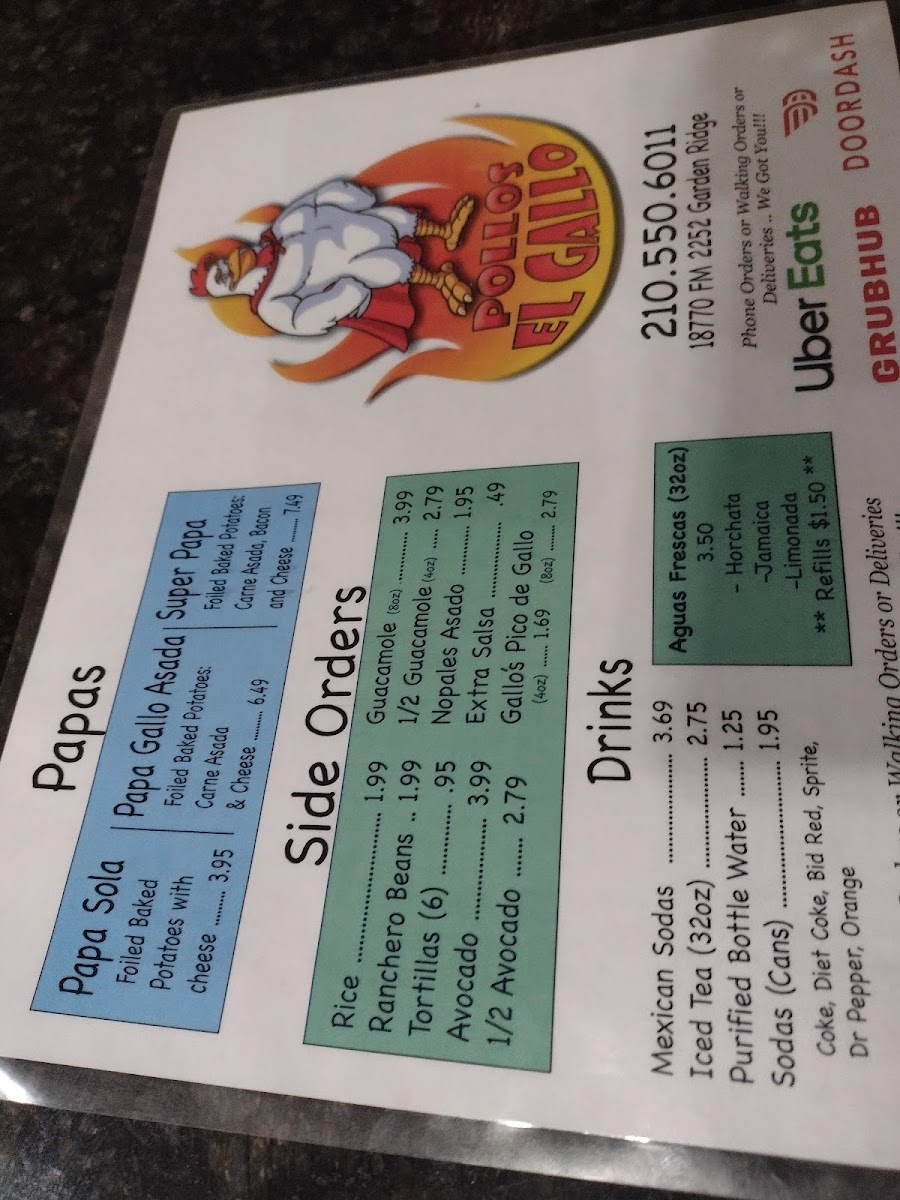 Papas
Papa Sola
Foiled Baked
Potatoes with
cheese ......... 3.95
Papa Gallo Asada
Foiled Baked Potatoes:
Carne Asada
& Cheese .......... 6.49
Super Papa
Foiled Baked Potatoes:
Carne Asada, Bacon
and Cheese ......... 7.49
Side Orders
Rice ........................ 1.99
Ranchero Beans .. 1.99
Tortillas (6) ........... .95
Avocado ................ 3.99
1/2 Avocado ...... 2.79
Guacamole (8oz) ............ 3.99
1/2 Guacamole (4oz) ..... 2.79
Nopales Asado ........... 1.95
Extra Salsa ................. .49
Gallo's Pico de Gallo
(4oz) ...... 1.69 (8oz) ...... 2.79
POLLOS
EL GALLO
210.550.6011
18770 FM 2252 Garden Ridge
Phone Orders or Walking Orders or
Deliveries .. We Got You!!!
Uber Eats
GRUBHUB
DOORDASH
Drinks
Mexican Sodas ................. 3.69
Iced Tea (32oz) ................. 2.75
Purified Bottle Water ...... 1.25
Sodas (Cans) ....................... 1.95
Coke, Diet Coke, Bid Red, Sprite,
Dr Pepper, Orange
Aguas Frescas (32oz)
3.50
- Horchata
-Jamaica
-Limonada
** Refills $1.50 **
Walking Orders or Deliveries